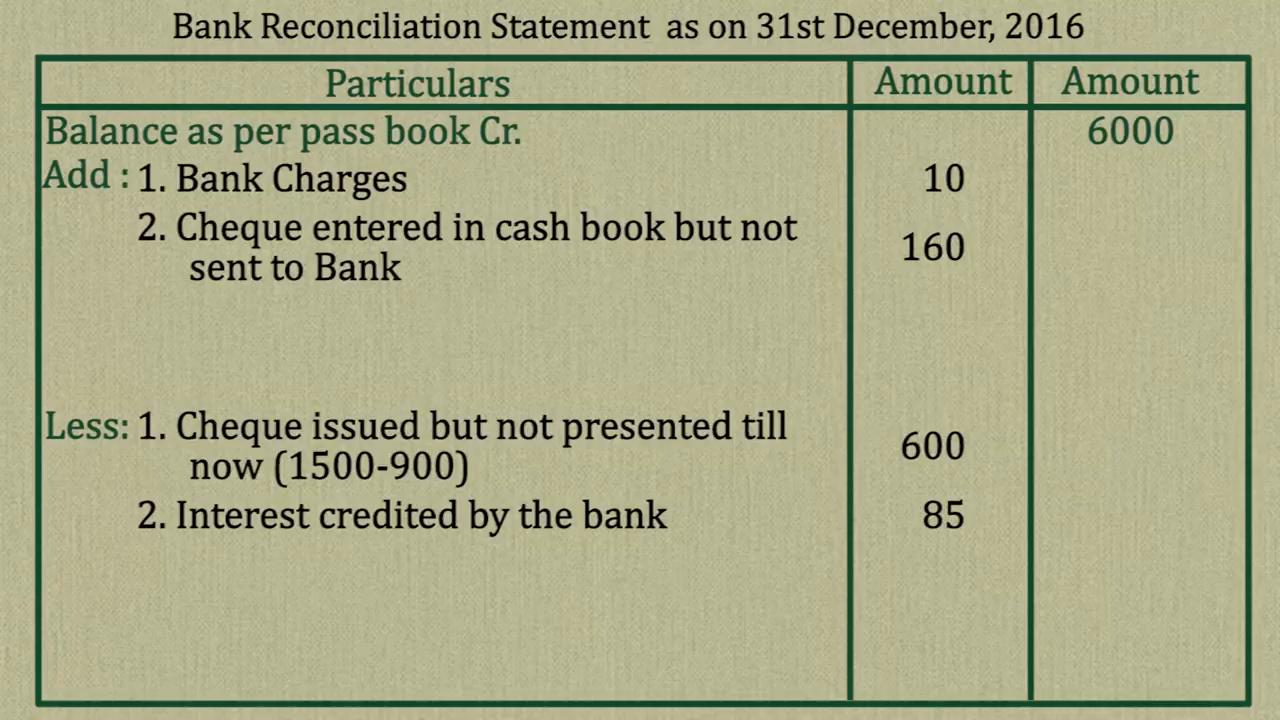 Bank Reconciliation Statement as on 31st December, 2016
Particulars Amount Amount
Balance as per pass book Cr. 6000
Add : 1. Bank Charges 10
2. Cheque entered in cash book but not
sent to Bank 160
Less: 1. Cheque issued but not presented till
now (1500-900) 600
2. Interest credited by the bank 85